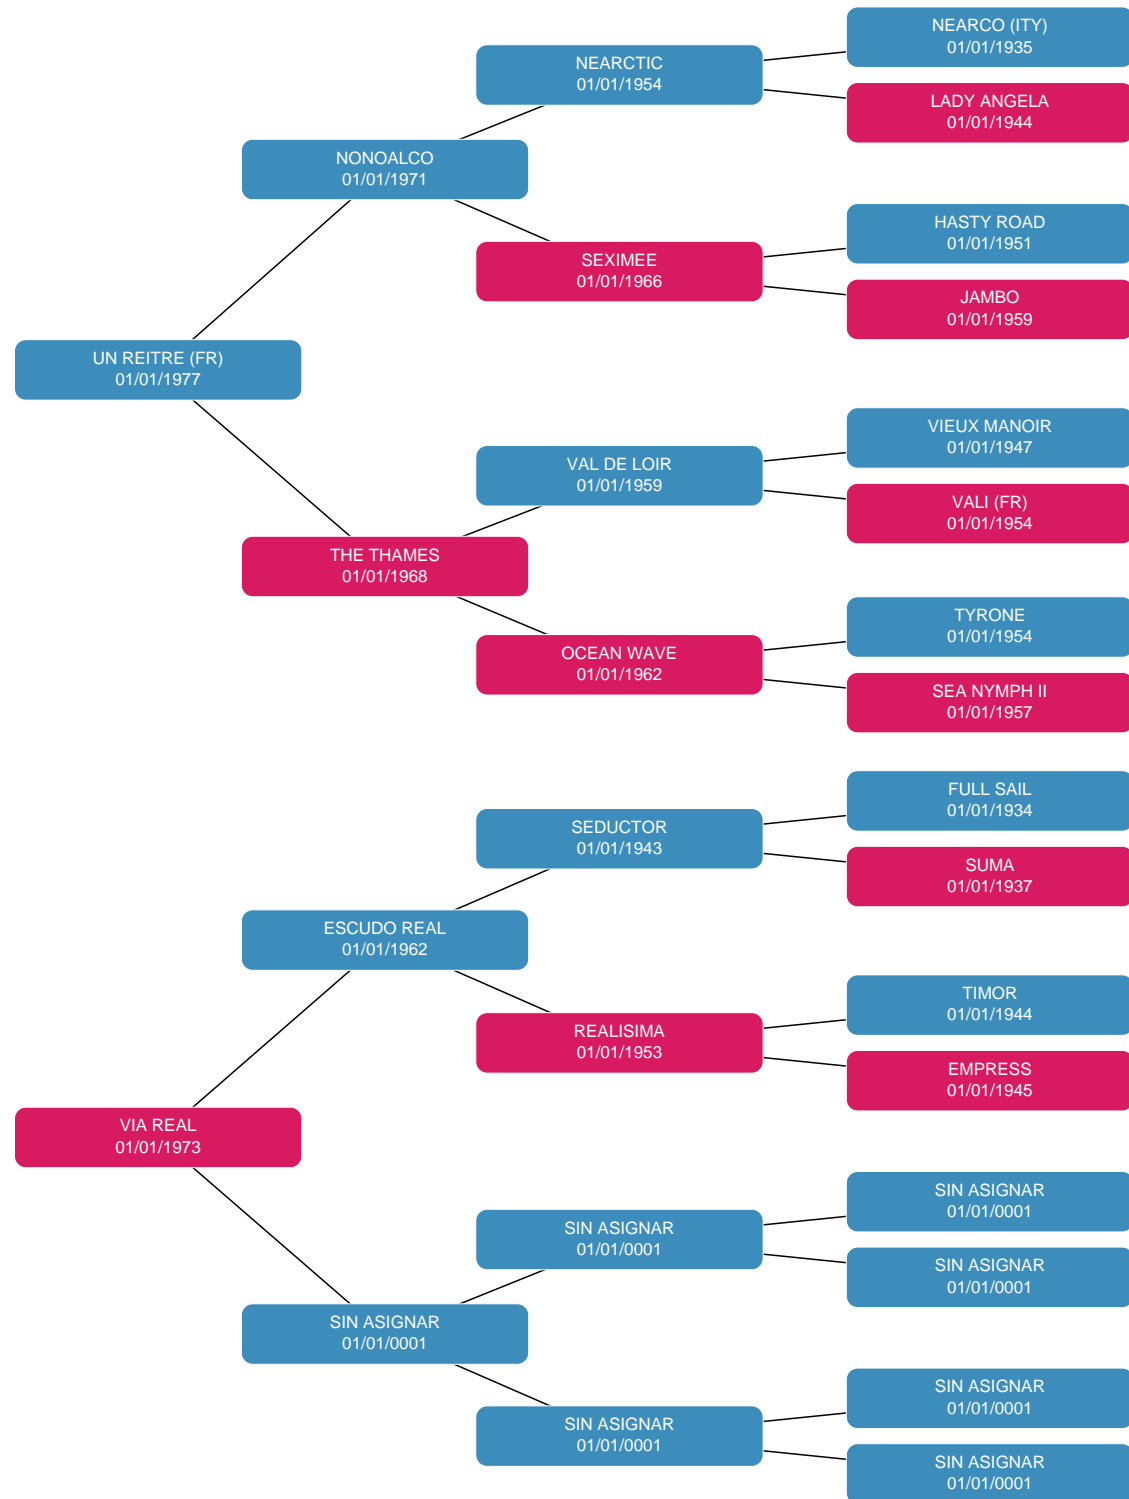 NEARCO (ITY)
01/01/1935
NEARCTIC
01/01/1954
LADY ANGELA
01/01/1944
NONOALCO
01/01/1971
HASTY ROAD
01/01/1951
SEXIMEE
01/01/1966
JAMBO
01/01/1959
UN REITRE (FR)
01/01/1977
VIEUX MANOIR
01/01/1947
VAL DE LOIR
01/01/1959
VALI (FR)
01/01/1954
THE THAMES
01/01/1968
TYRONE
01/01/1954
OCEAN WAVE
01/01/1962
SEA NYMPH II
01/01/1957
FULL SAIL
01/01/1934
SEDUCTOR
01/01/1943
SUMA
01/01/1937
ESCUDO REAL
01/01/1962
TIMOR
01/01/1944
REALISIMA
01/01/1953
EMPRESS
01/01/1945
VIA REAL
01/01/1973
SIN ASIGNAR
01/01/0001
SIN ASIGNAR
01/01/0001
SIN ASIGNAR
01/01/0001
SIN ASIGNAR
01/01/0001
SIN ASIGNAR
01/01/0001
SIN ASIGNAR
01/01/0001
SIN ASIGNAR
01/01/0001